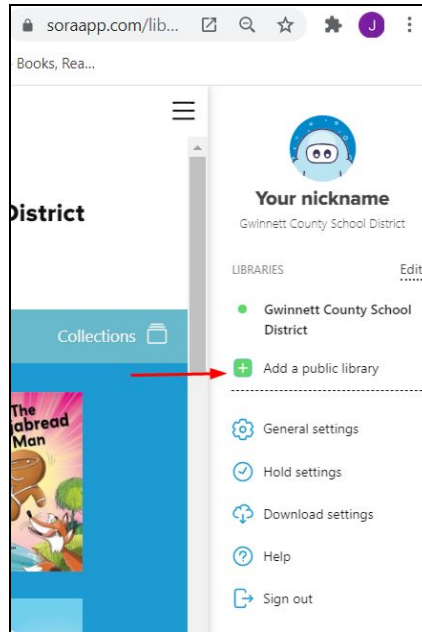 soraapp.com/lib...
J
Books, Rea...
District
Your nickname
Gwinnett County School District
LIBRARIES
Edit
Gwinnett County School
District
Collections
Add a public library
The
Man
General settings
Hold settings
Download settings
Help
Sign out